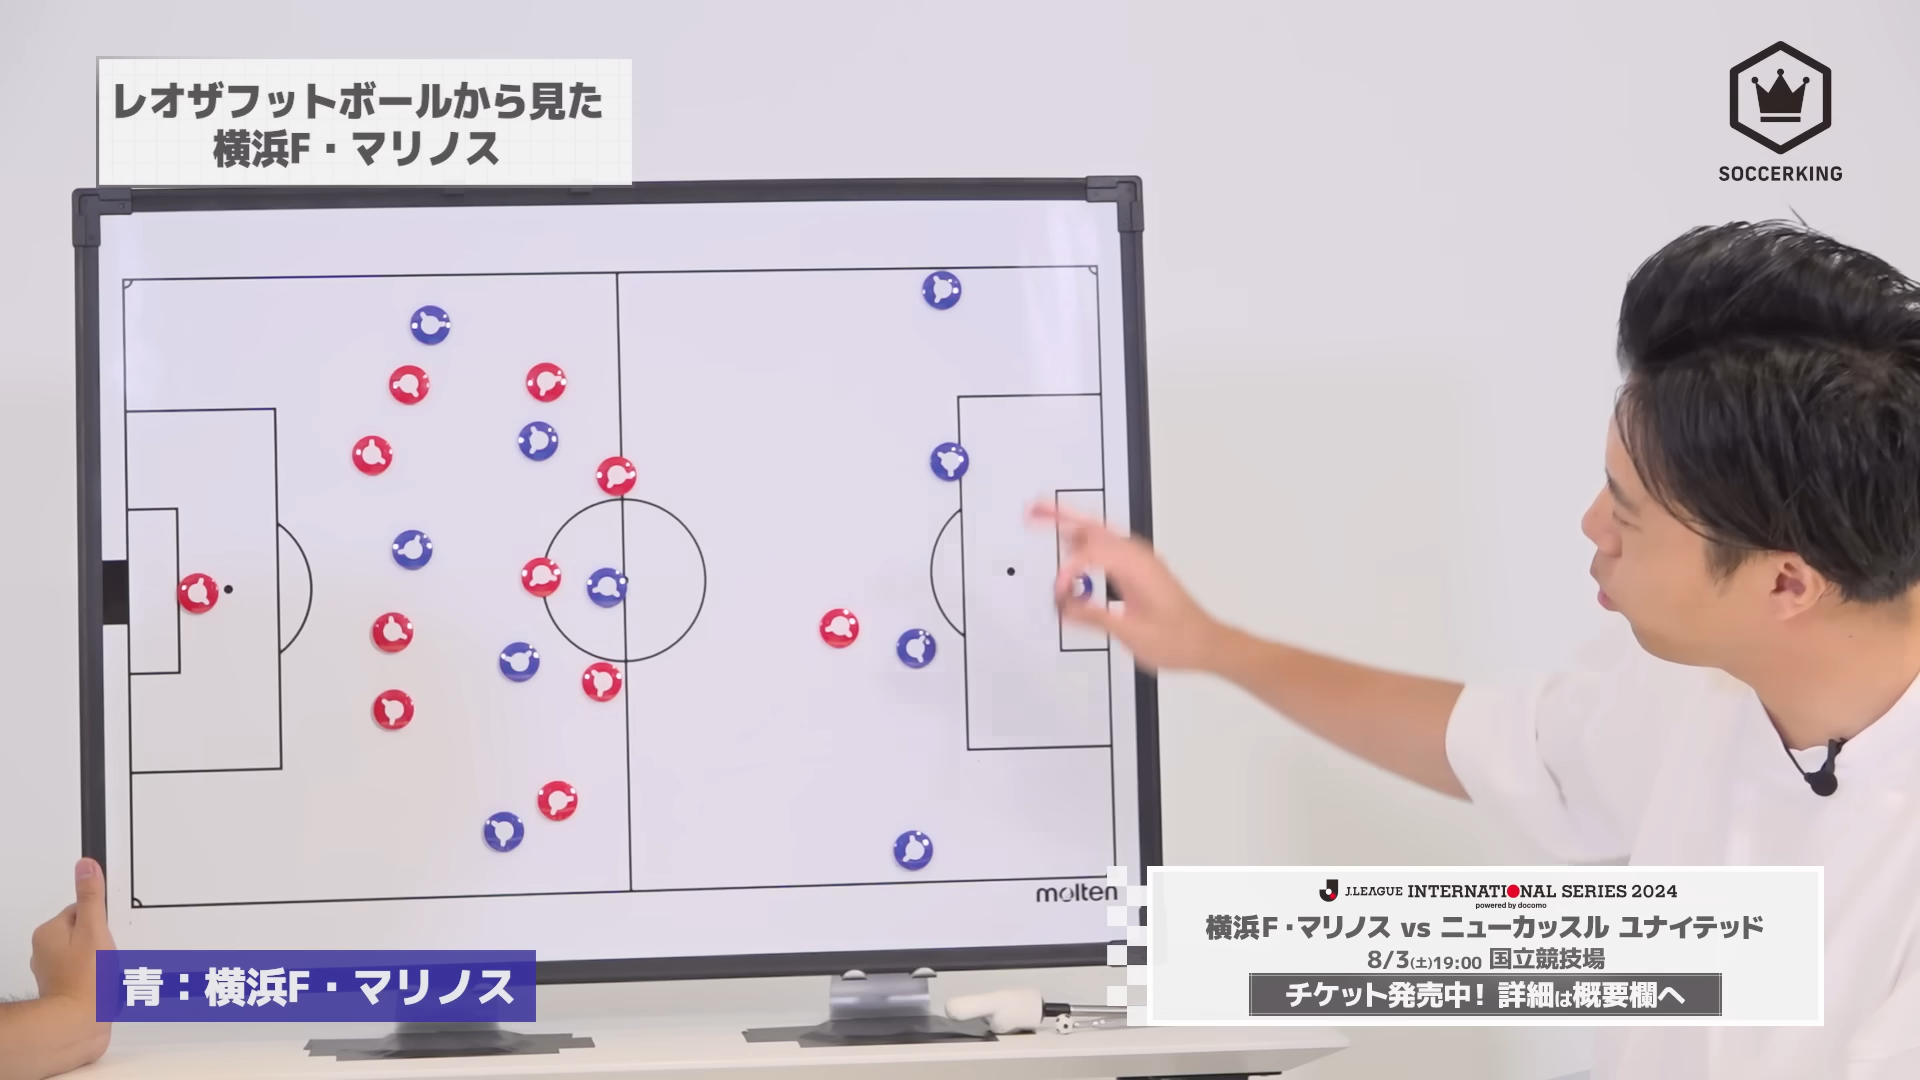 レオザフットボールから見た
横浜F・マリノス
SOCCERKING
molten
青：横浜F・マリノス
J.LEAGUE INTERNATIONAL SERIES 2024
powered by docomo
横浜F・マリノス vs ニューカッスル ユナイテッド
8/3(土)19:00 国立競技場
チケット発売中！ 詳細は概要欄へ